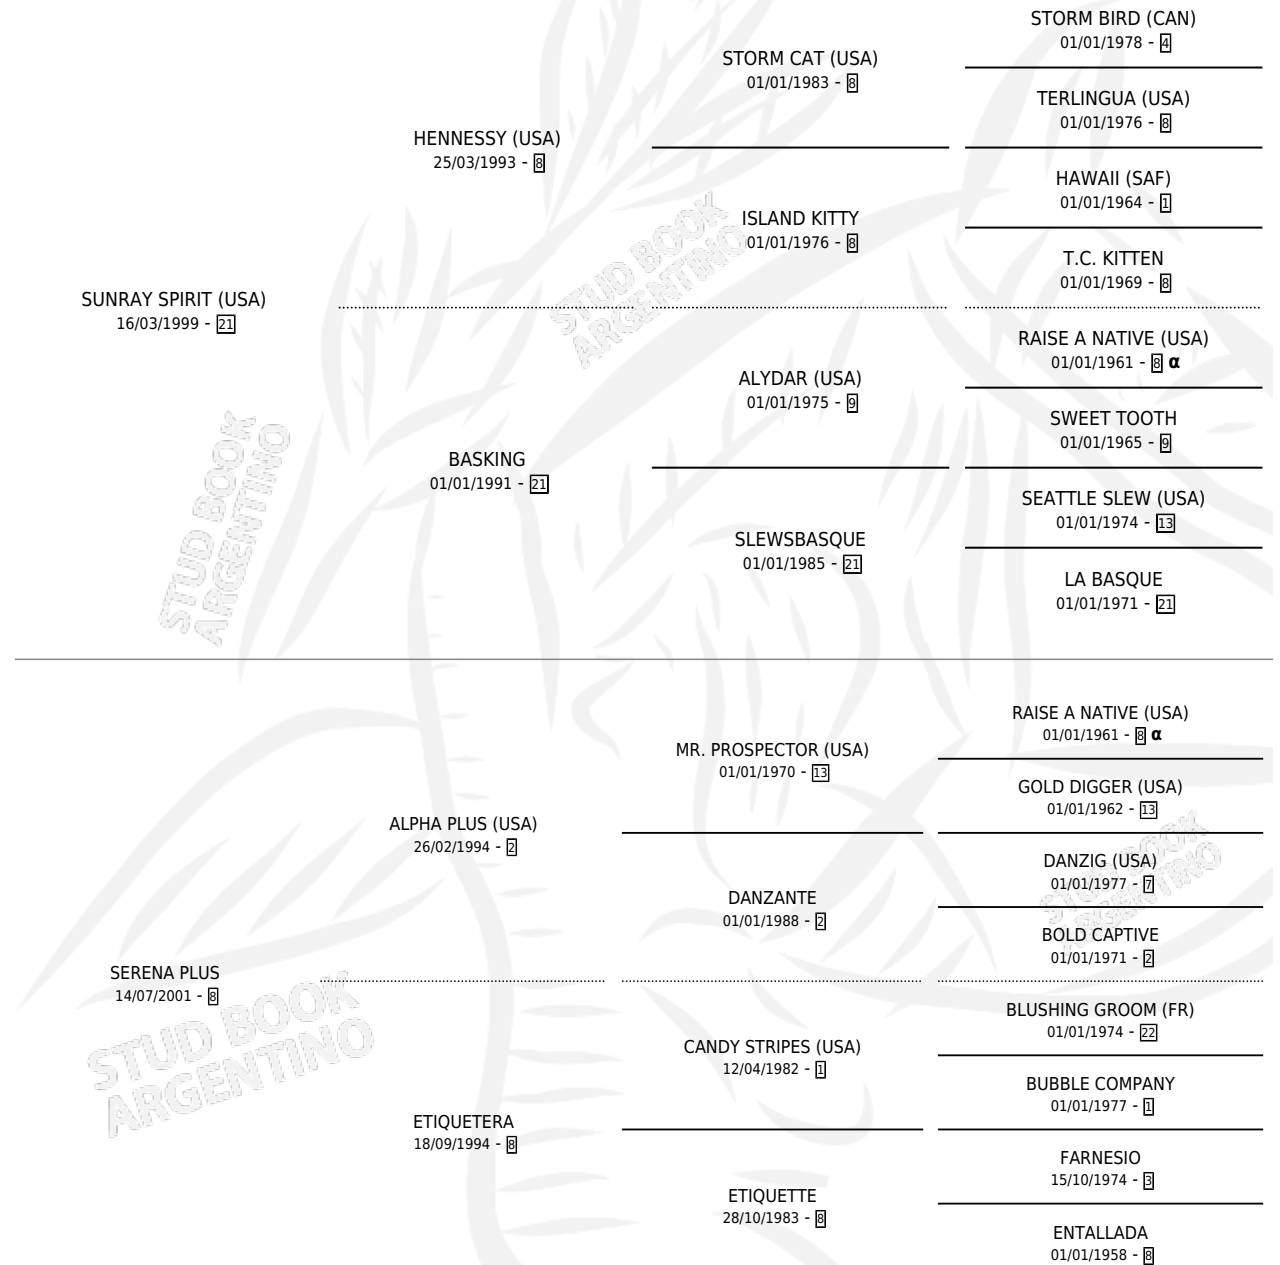 STORM BIRD (CAN)
01/01/1978 - 4
STORM CAT (USA)
01/01/1983 - 8
TERLINGUA (USA)
01/01/1976 - 8
HENNESSY (USA)
25/03/1993 - 8
HAWAII (SAF)
01/01/1964 - 1
ISLAND KITTY
01/01/1976 - 8
T.C. KITTEN
01/01/1969 - 8
SUNRAY SPIRIT (USA)
16/03/1999 - 21
RAISE A NATIVE (USA)
01/01/1961 - 8 α
ALYDAR (USA)
01/01/1975 - 9
SWEET TOOTH
01/01/1965 - 9
BASKING
01/01/1991 - 21
SEATTLE SLEW (USA)
01/01/1974 - 13
SLEWSBASQUE
01/01/1985 - 21
LA BASQUE
01/01/1971 - 21
RAISE A NATIVE (USA)
01/01/1961 - 8 α
MR. PROSPECTOR (USA)
01/01/1970 - 13
GOLD DIGGER (USA)
01/01/1962 - 13
ALPHA PLUS (USA)
26/02/1994 - 2
DANZIG (USA)
01/01/1977 - 7
DANZANTE
01/01/1988 - 2
BOLD CAPTIVE
01/01/1971 - 2
SERENA PLUS
14/07/2001 - 8
BLUSHING GROOM (FR)
01/01/1974 - 22
CANDY STRIPES (USA)
12/04/1982 - 1
BUBBLE COMPANY
01/01/1977 - 1
ETIQUETERA
18/09/1994 - 8
FARNESIO
15/10/1974 - 3
ETIQUETTE
28/10/1983 - 8
ENTALLADA
01/01/1958 - 8
STUD BOOK
ARGENTINO
STUD BOOK
ARGENTINO
STUD BOOK
ARGENTINO
STUD BOOK
ARGENTINO